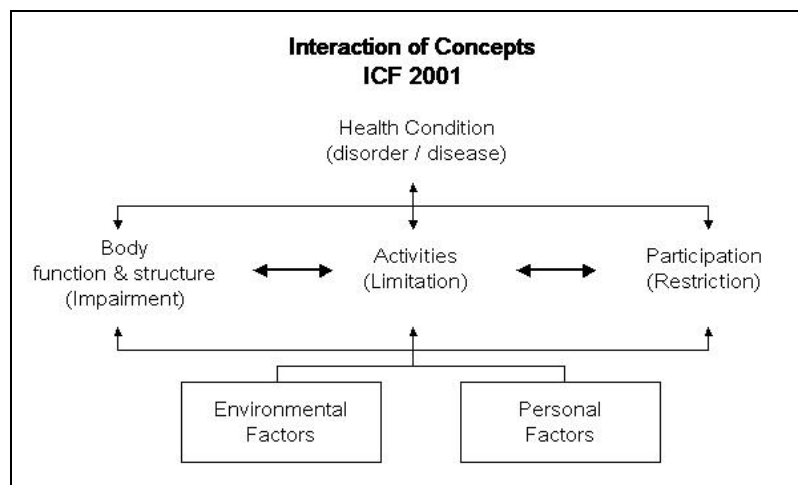 Interaction of Concepts
ICF 2001
Health Condition
(disorder / disease)
Body
function & structure
(Impairment)
Activities
(Limitation)
Participation
(Restriction)
Environmental
Factors
Personal
Factors